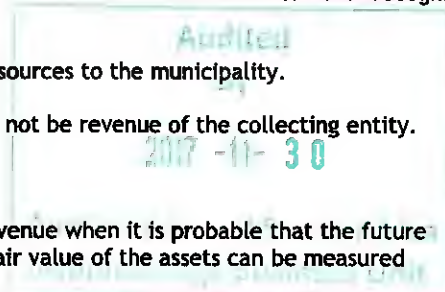 Audited
sources to the municipality.
not be revenue of the collecting entity.
2017 -11- 30
venue when it is probable that the future
air value of the assets can be measured